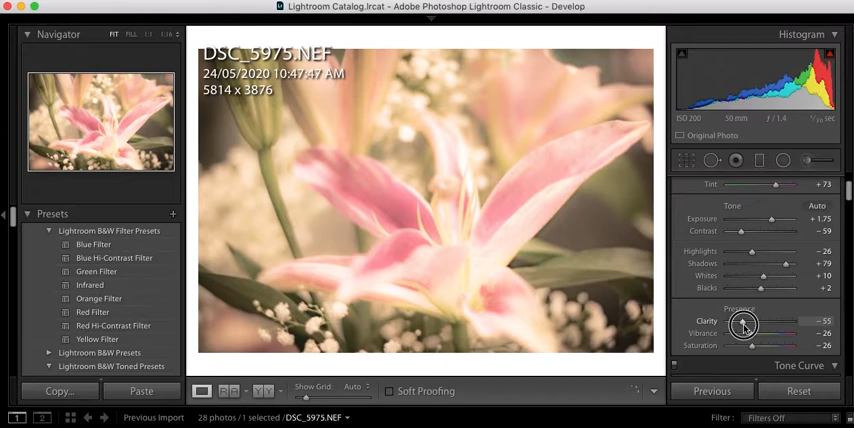 Lightroom Catalog.lrcat - Adobe Photoshop Lightroom Classic - Develop
Navigator
FIT FILL 1:1 1:16
DSC_5975.NEF
24/05/2020 10:47:47 AM
5814 x 3876
Presets
Lightroom B&W Filter Presets
Blue Filter
Blue Hi-Contrast Filter
Green Filter
Infrared
Orange Filter
Red Filter
Red Hi-Contrast Filter
Yellow Filter
Lightroom B&W Presets
Lightroom B&W Toned Presets
Copy...
Paste
Histogram
ISO 200 50 mm ƒ / 1.4
Original Photo
Tint + 73
Tone Auto
Exposure + 1.75
Contrast − 59
Highlights − 26
Shadows + 79
Whites + 10
Blacks + 2
Presence
Clarity − 55
Vibrance − 26
Saturation − 26
Tone Curve
Previous
Reset
RR YY Show Grid: Auto Soft Proofing
1 2 Previous Import 28 photos / 1 selected / DSC_5975.NEF Filter : Filters Off